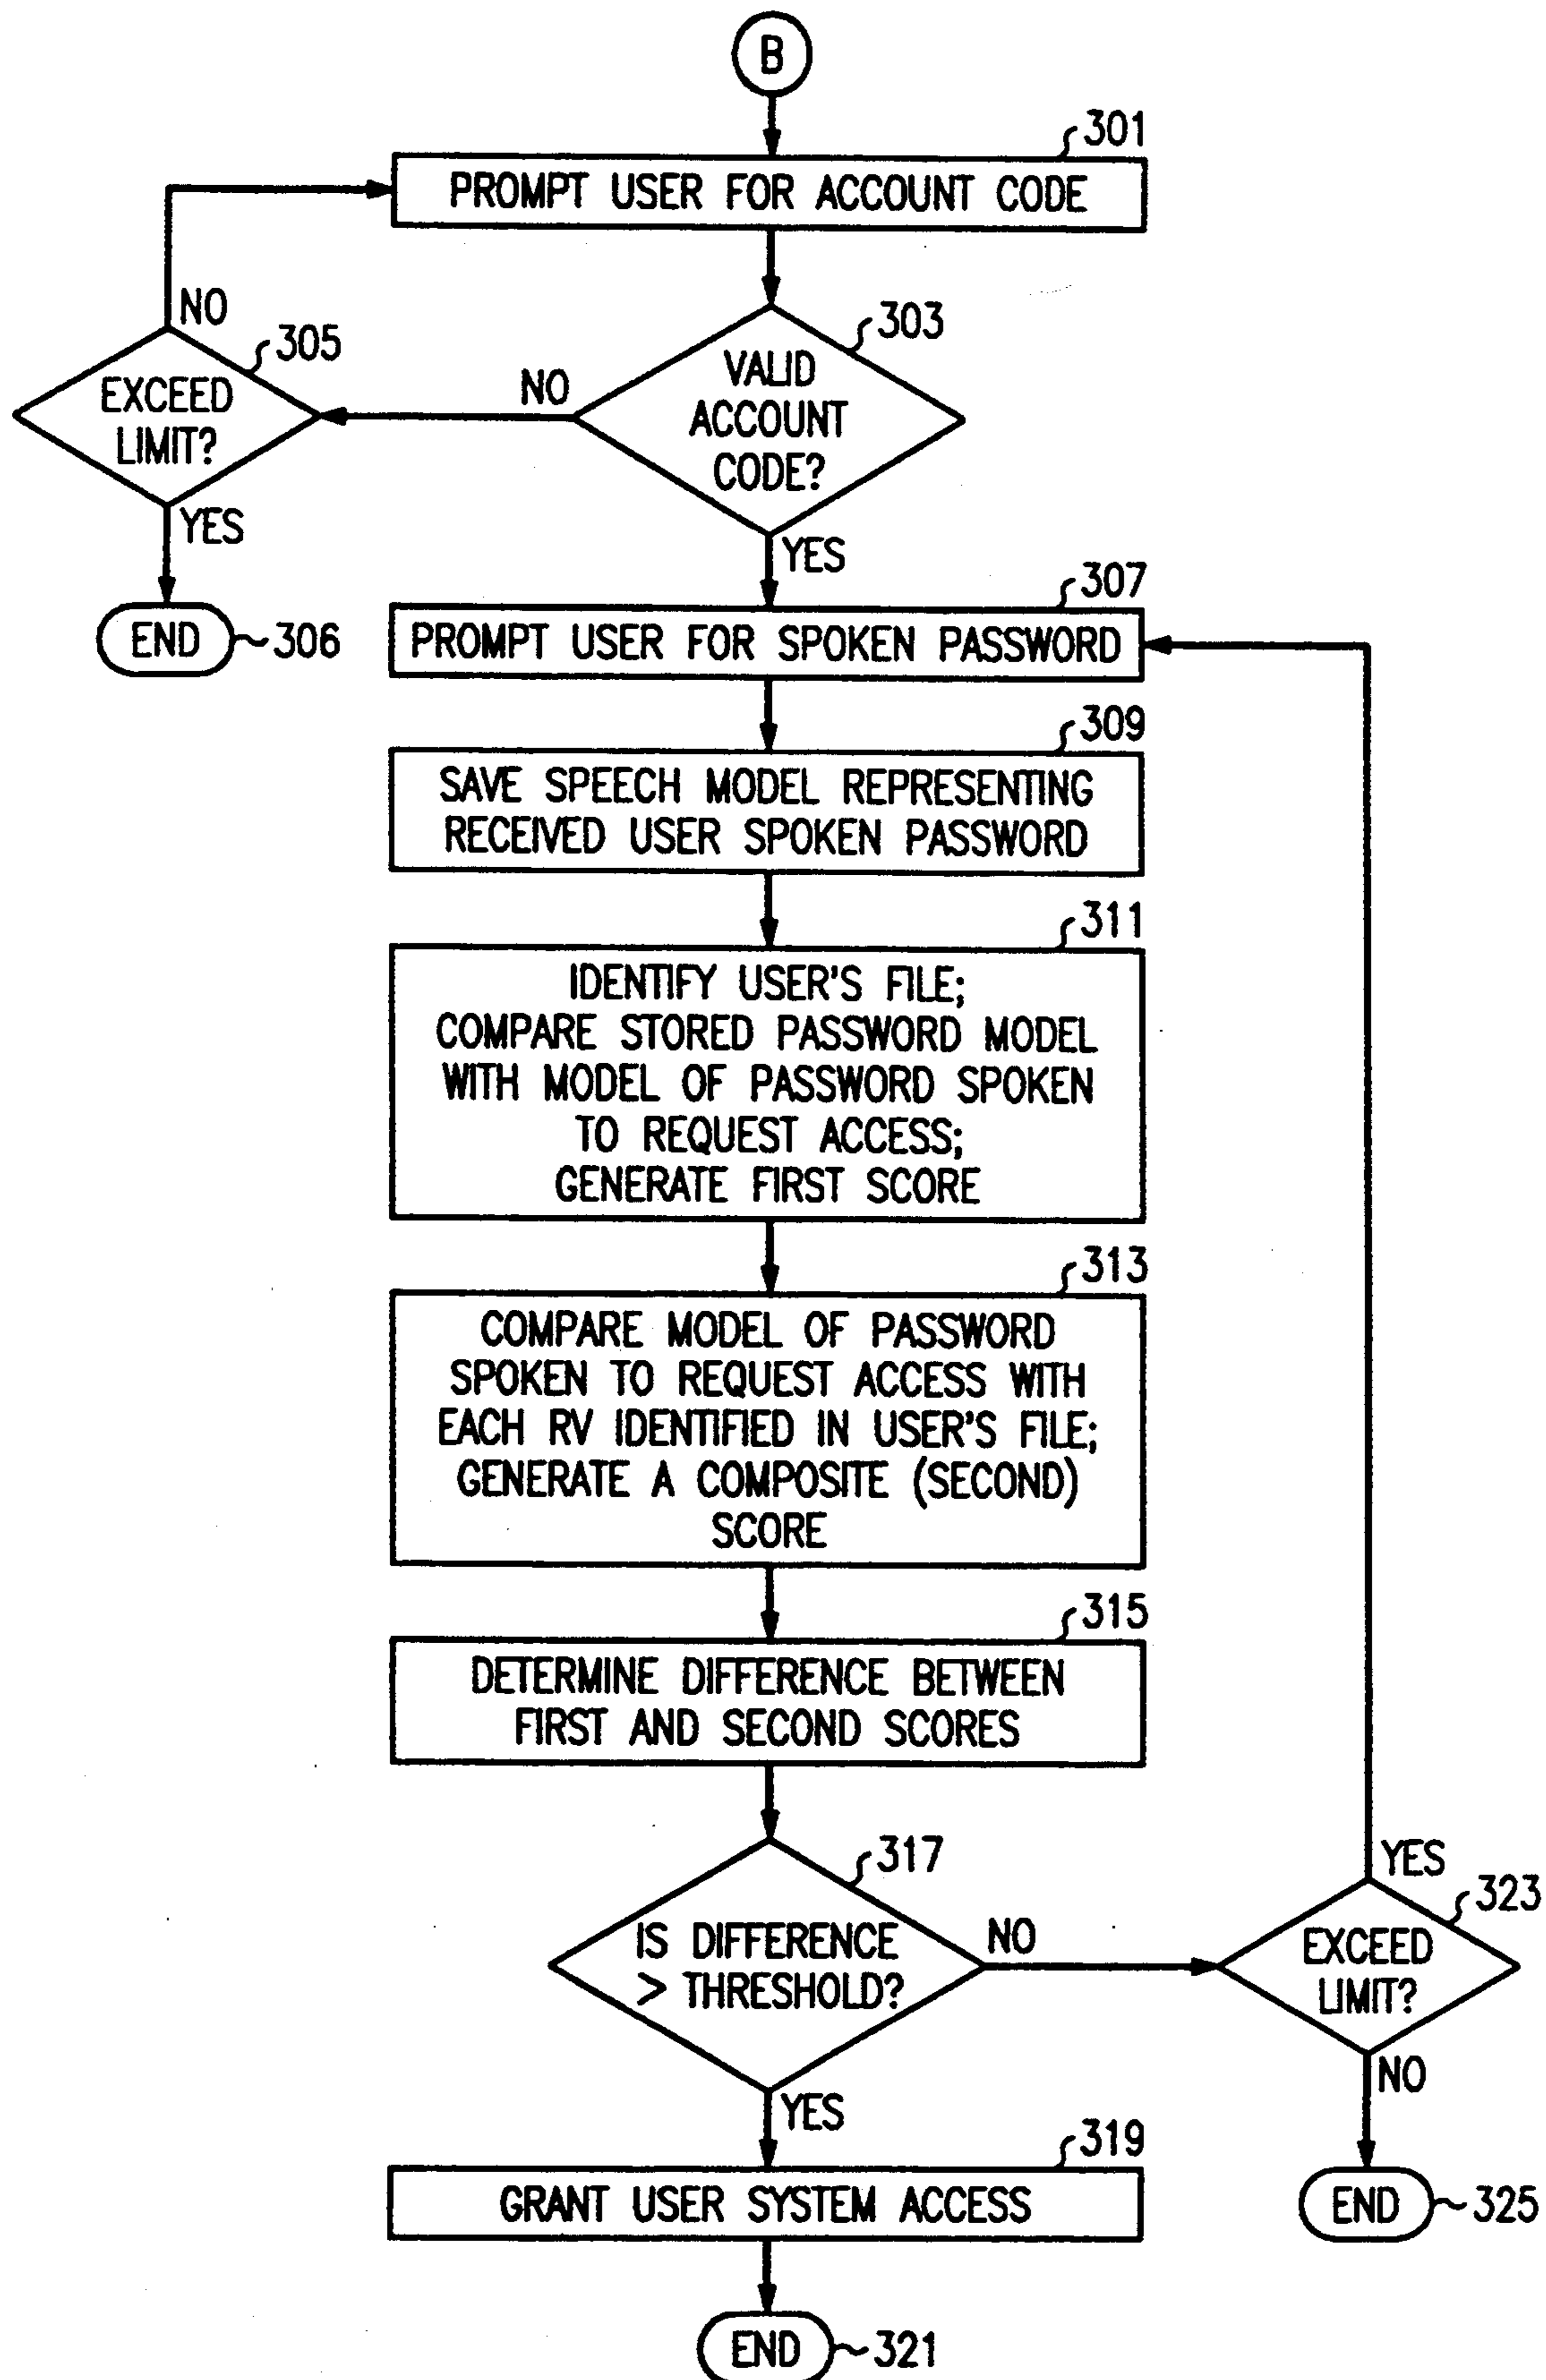 B
301
PROMPT USER FOR ACCOUNT CODE
NO
305
EXCEED
LIMIT?
YES
END
306
303
VALID
ACCOUNT
CODE?
NO
YES
307
PROMPT USER FOR SPOKEN PASSWORD
309
SAVE SPEECH MODEL REPRESENTING
RECEIVED USER SPOKEN PASSWORD
311
IDENTIFY USER'S FILE;
COMPARE STORED PASSWORD MODEL
WITH MODEL OF PASSWORD SPOKEN
TO REQUEST ACCESS;
GENERATE FIRST SCORE
313
COMPARE MODEL OF PASSWORD
SPOKEN TO REQUEST ACCESS WITH
EACH RV IDENTIFIED IN USER'S FILE;
GENERATE A COMPOSITE (SECOND)
SCORE
315
DETERMINE DIFFERENCE BETWEEN
FIRST AND SECOND SCORES
317
IS DIFFERENCE
> THRESHOLD?
NO
YES
323
EXCEED
LIMIT?
NO
END
325
YES
319
GRANT USER SYSTEM ACCESS
END
321